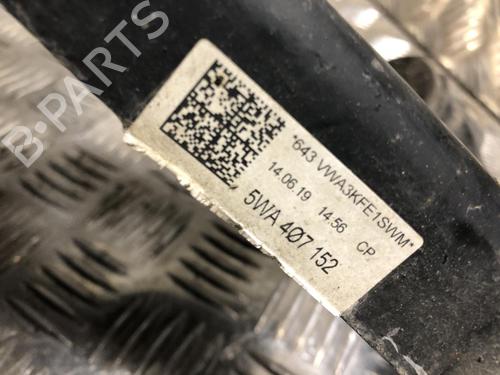 B-PARTS
*643 VWA3KFE1SWM*
14.06.19 14:56 CP
5WA 407 152